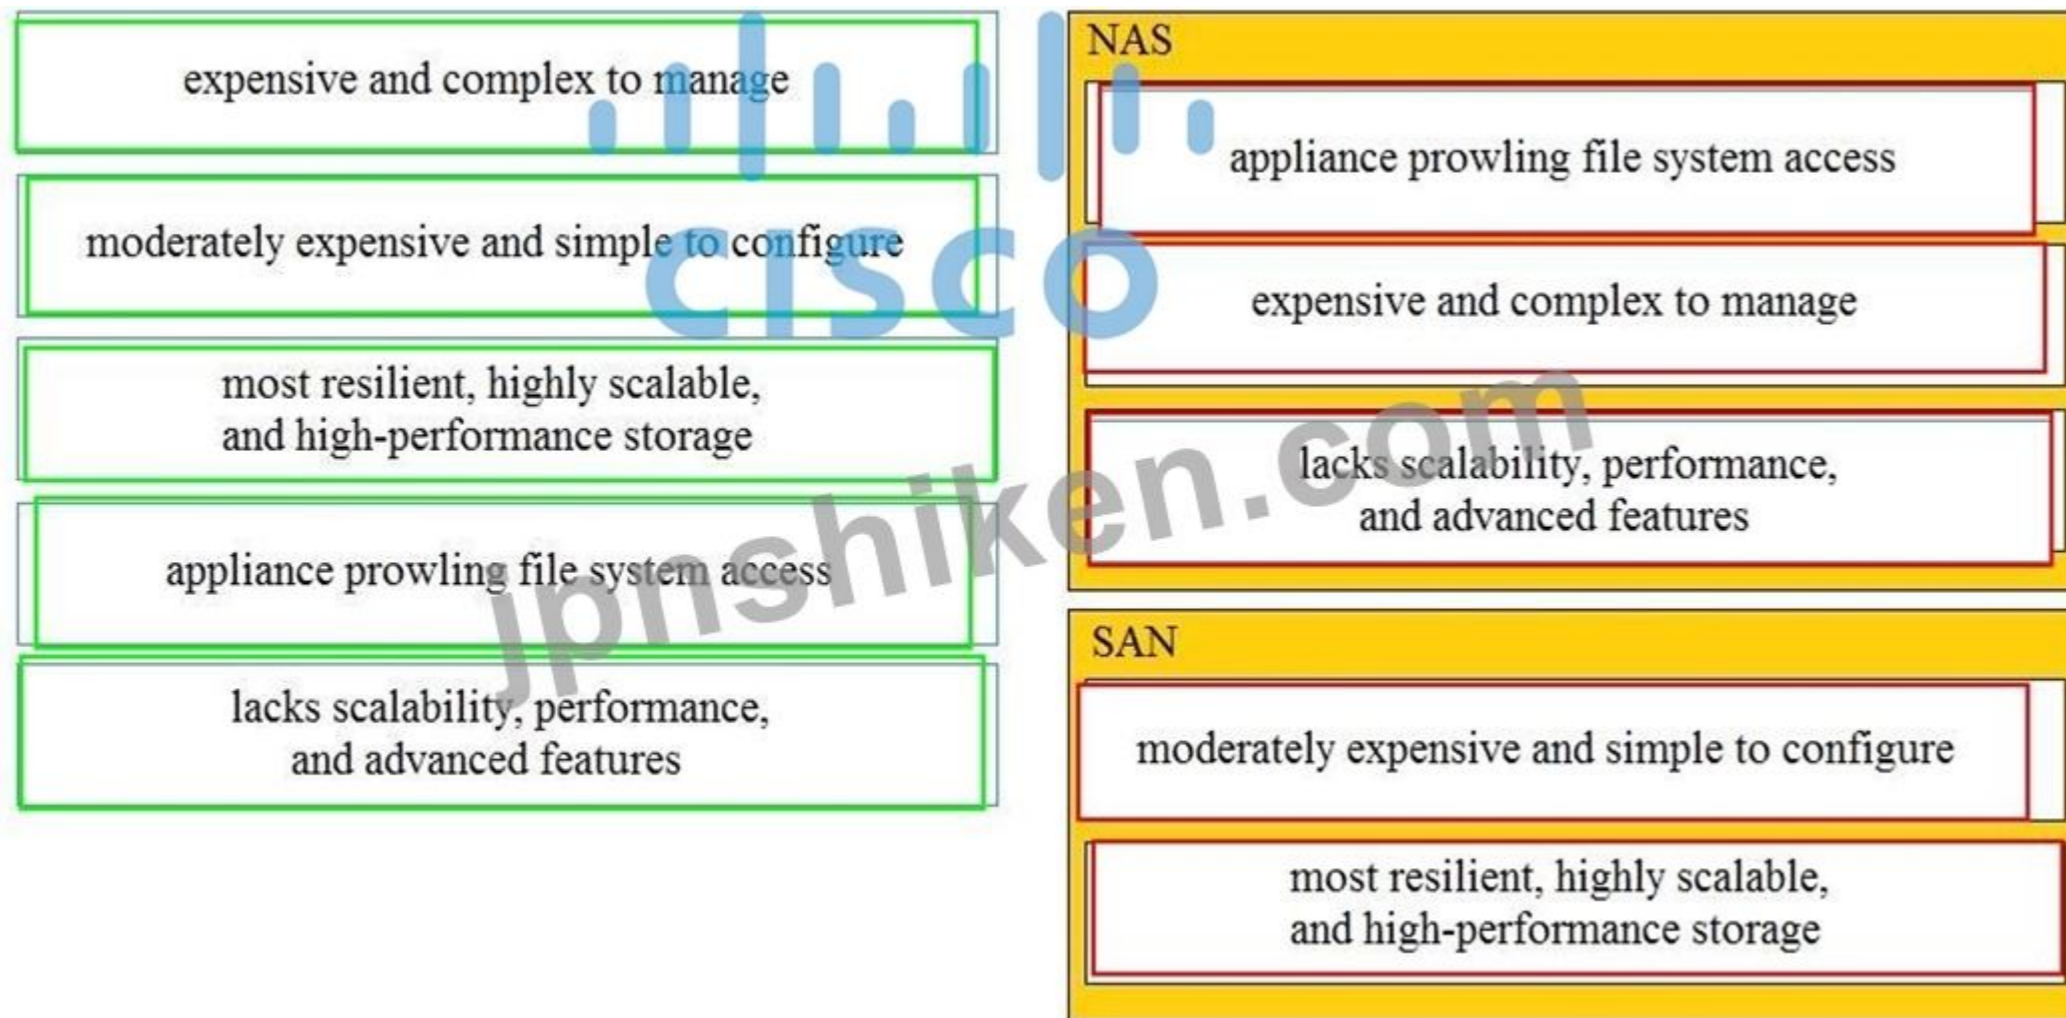 expensive and complex to manage
moderately expensive and simple to configure
most resilient, highly scalable,
and high-performance storage
appliance prowling file system access
lacks scalability, performance,
and advanced features
NAS
appliance prowling file system access
expensive and complex to manage
lacks scalability, performance,
and advanced features
SAN
moderately expensive and simple to configure
most resilient, highly scalable,
and high-performance storage
CISCO
jpnshiken.com